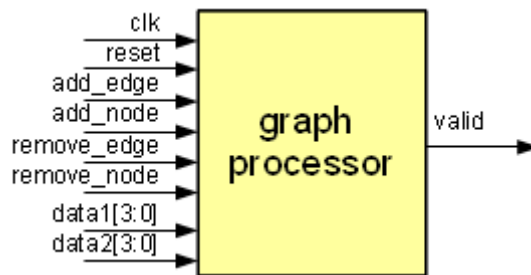 clk
reset
add_edge
add_node
remove_edge
remove_node
data1[3:0]
data2[3:0]
graph
processor
valid